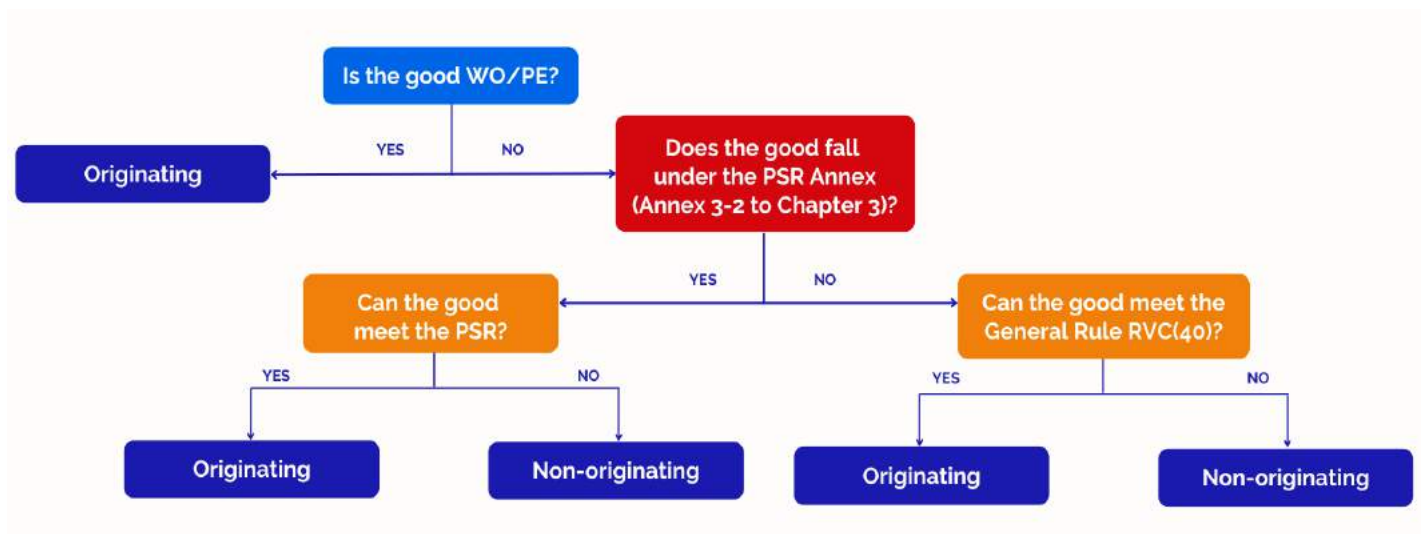 Is the good WO/PE?
YES
NO
Originating
Does the good fall
under the PSR Annex
(Annex 3-2 to Chapter 3)?
YES
NO
Can the good
meet the PSR?
Can the good meet the
General Rule RVC(40)?
YES
NO
YES
NO
Originating
Non-originating
Originating
Non-originating